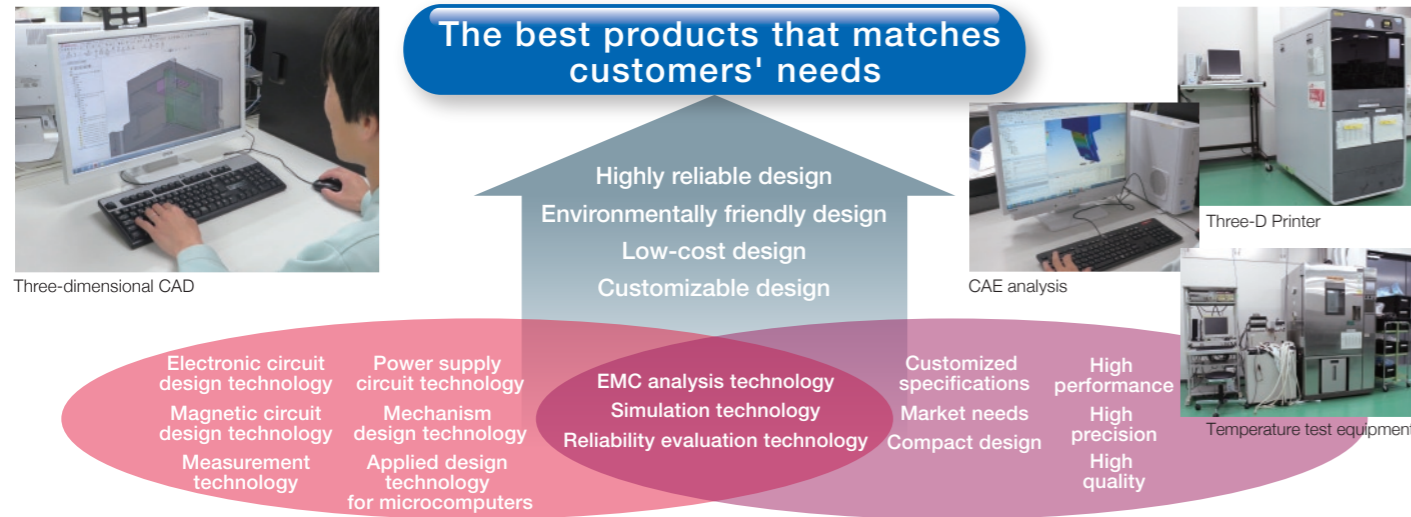 The best products that matches
customers' needs
Highly reliable design
Environmentally friendly design
Low-cost design
Customizable design
Three-dimensional CAD
CAE analysis
Three-D Printer
Temperature test equipment
Electronic circuit
design technology
Magnetic circuit
design technology
Measurement
technology
Power supply
circuit technology
Mechanism
design technology
Applied design
technology
for microcomputers
EMC analysis technology
Simulation technology
Reliability evaluation technology
Customized
specifications
Market needs
Compact design
High
performance
High
precision
High
quality